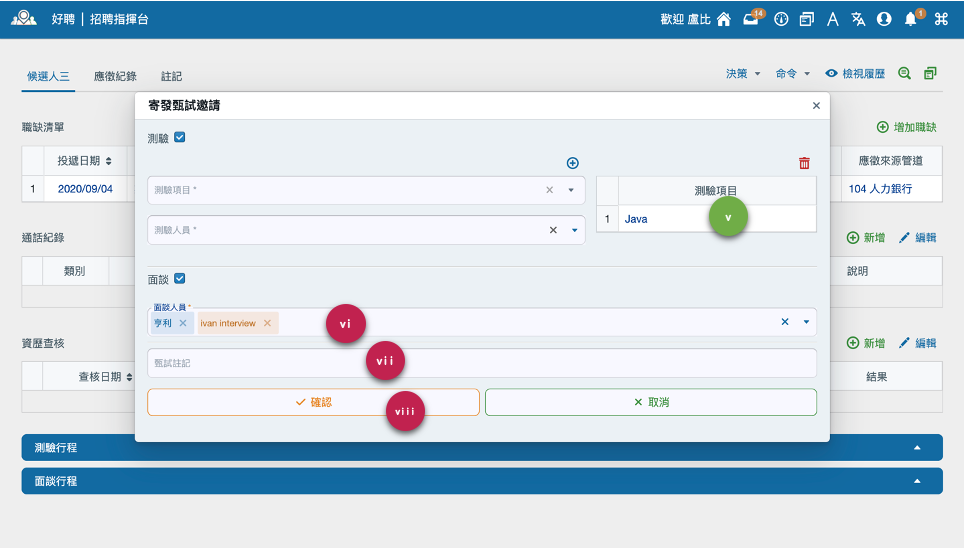 好聘 | 招聘指揮台
歡迎 盧比
14
1
候選人三
應徵紀錄
註記
決策
命令
檢視履歷
寄發甄試邀請
職缺清單
增加職缺
投遞日期
應徵來源管道
1
2020/09/04
104 人力銀行
測驗
測驗項目 *
測驗人員 *
測驗項目
1
Java
v
通話紀錄
新增
編輯
類別
說明
面談
面談人員 *
亨利
ivan interview
vi
甄試註記
vii
資歷查核
新增
編輯
查核日期
結果
確認
viii
取消
測驗行程
面談行程